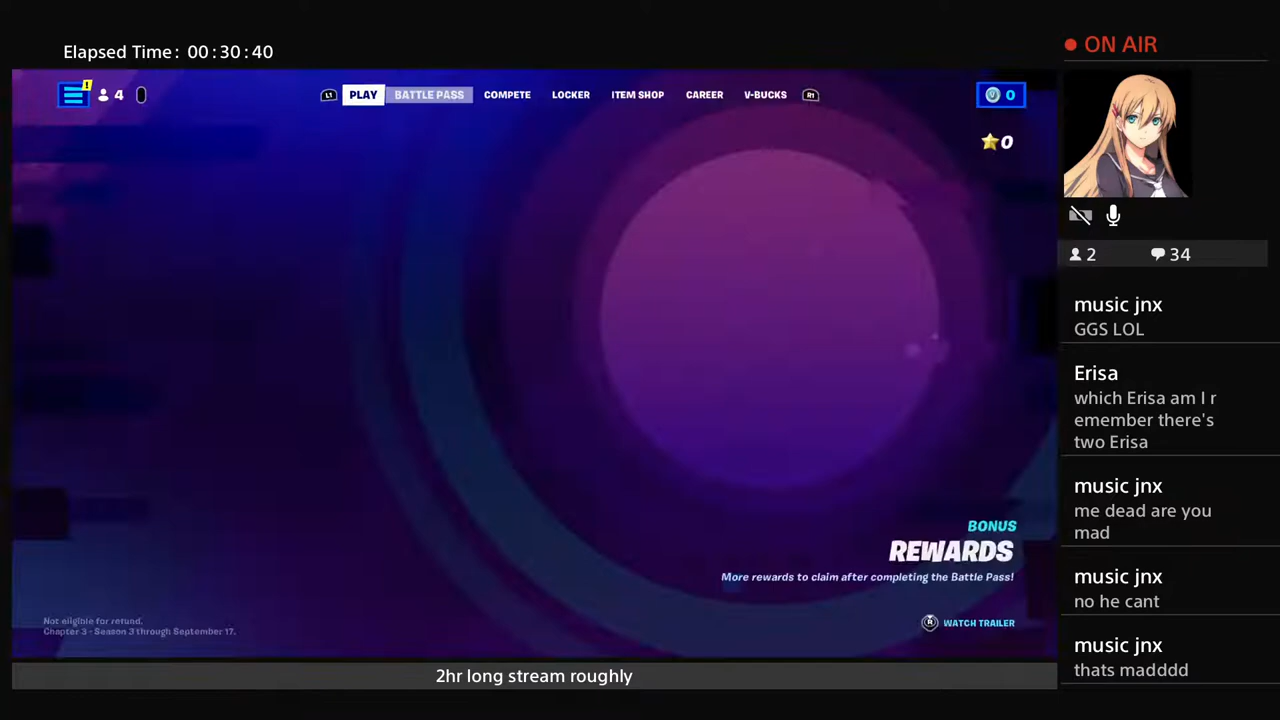 Elapsed Time: 00:30:40
ON AIR
! 4 L1 PLAY BATTLE PASS COMPETE LOCKER ITEM SHOP CAREER V-BUCKS R1 V 0
0
2 34
music jnx
GGS LOL
Erisa
which Erisa am I r
emember there's
two Erisa
music jnx
me dead are you
mad
music jnx
no he cant
music jnx
thats madddd
BONUS
REWARDS
More rewards to claim after completing the Battle Pass!
Not eligible for refund.
Chapter 3 - Season 3 through September 17.
R WATCH TRAILER
2hr long stream roughly